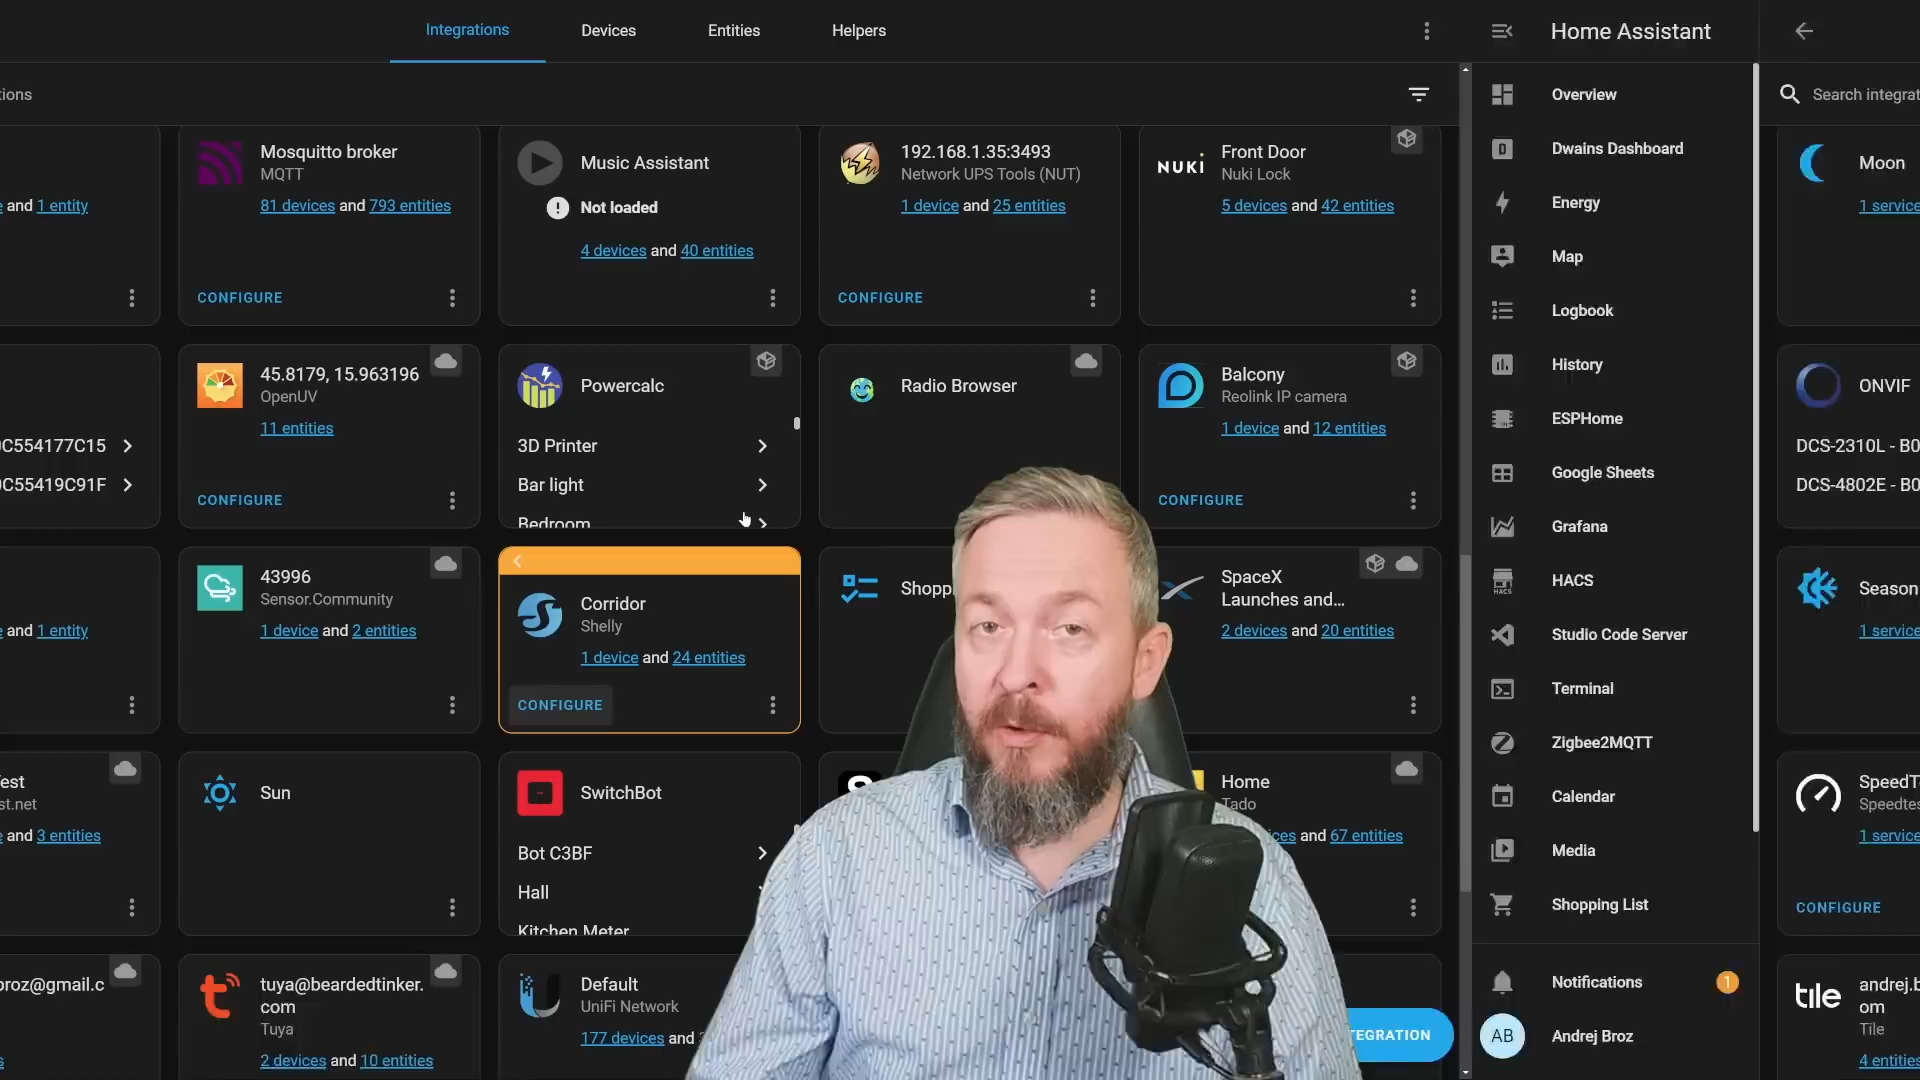 Integrations
Devices
Entities
Helpers
Home Assistant
tions
Search integrat
Mosquitto broker
MQTT
81 devices and 793 entities
CONFIGURE
Music Assistant
Not loaded
4 devices and 40 entities
192.168.1.35:3493
Network UPS Tools (NUT)
1 device and 25 entities
CONFIGURE
NUKI
Front Door
Nuki Lock
5 devices and 42 entities
and 1 entity
Moon
1 service
45.8179, 15.963196
OpenUV
11 entities
CONFIGURE
Powercalc
3D Printer
Bar light
Bedroom
Radio Browser
Balcony
Reolink IP camera
1 device and 12 entities
CONFIGURE
C554177C15
C55419C91F
ONVIF
DCS-2310L - B0
DCS-4802E - B0
and 1 entity
43996
Sensor.Community
1 device and 2 entities
Corridor
Shelly
1 device and 24 entities
CONFIGURE
Shopp
SpaceX
Launches and...
2 devices and 20 entities
Season
1 service
est
st.net
and 3 entities
Sun
SwitchBot
Bot C3BF
Hall
Kitchen Meter
Home
Tado
ices and 67 entities
SpeedT
Speedtes
1 service
CONFIGURE
broz@gmail.c
tuya@beardedtinker.
com
Tuya
2 devices and 10 entities
Default
UniFi Network
177 devices and
TEGRATION
tile
andrej.b
om
Tile
4 entities
Overview
D
Dwains Dashboard
Energy
Map
Logbook
History
ESPHome
Google Sheets
Grafana
HACS
HACS
Studio Code Server
Terminal
Zigbee2MQTT
Calendar
Media
Shopping List
Notifications
1
AB
Andrej Broz